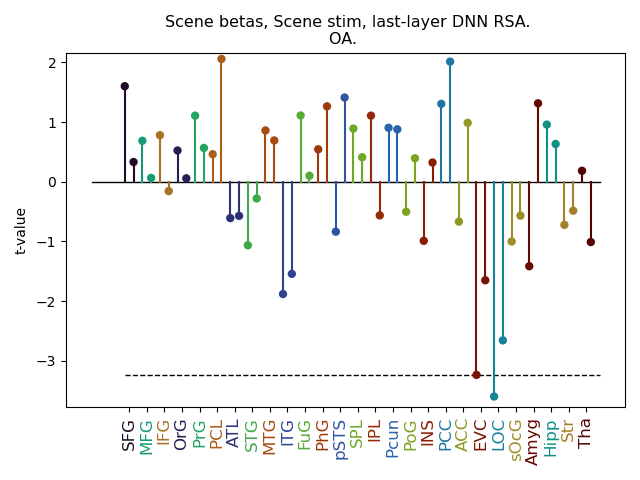 Scene betas, Scene stim, last-layer DNN RSA.
OA.
t-value
2
1
0
−1
−2
−3
SFG
MFG
IFG
OrG
PrG
PCL
ATL
STG
MTG
ITG
FuG
PhG
pSTS
SPL
IPL
Pcun
PoG
INS
PCC
ACC
EVC
LOC
sOcG
Amyg
Hipp
Str
Tha